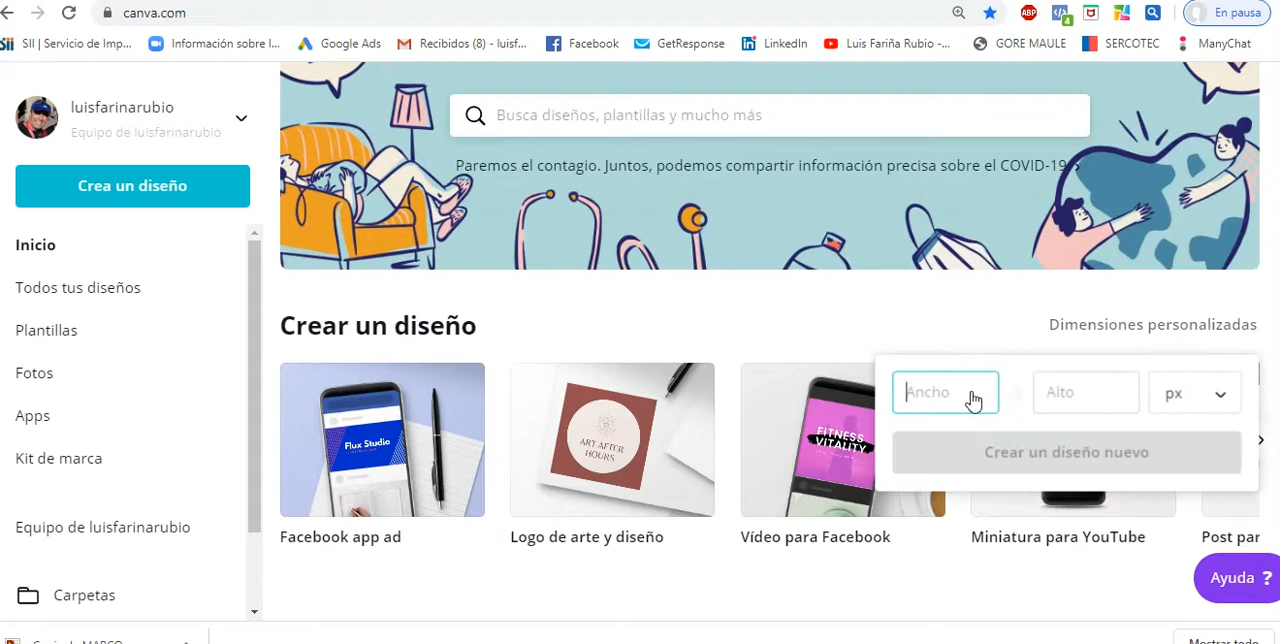 canva.com
En pausa
SII | Servicio de Imp...
Información sobre l...
Google Ads
Recibidos (8) - luisf...
Facebook
GetResponse
LinkedIn
Luis Fariña Rubio -...
GORE MAULE
SERCOTEC
ManyChat
luisfarinarubio
Equipo de luisfarinarubio
Crea un diseño
Inicio
Todos tus diseños
Plantillas
Fotos
Apps
Kit de marca
Equipo de luisfarinarubio
Carpetas
Busca diseños, plantillas y mucho más
Paremos el contagio. Juntos, podemos compartir información precisa sobre el COVID-19
Crear un diseño
Dimensiones personalizadas
Ancho
Alto
px
Crear un diseño nuevo
Flux Studio
ART AFTER
HOURS
FITNESS
VITALITY
Facebook app ad
Logo de arte y diseño
Vídeo para Facebook
Miniatura para YouTube
Post par
Ayuda ?
Mostrar todo